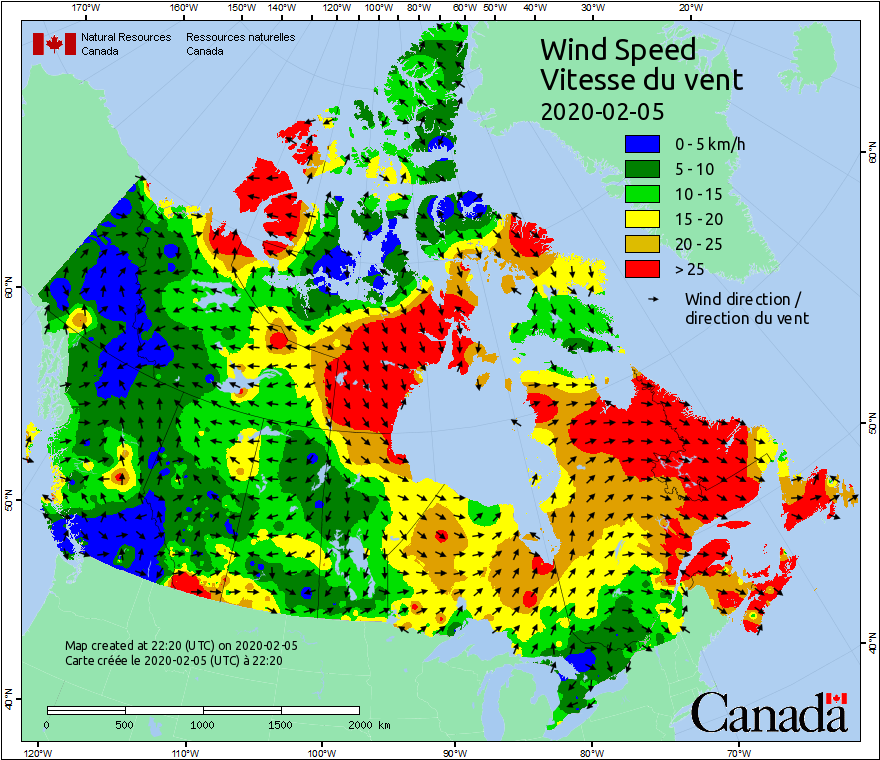 170°W 160°W 150°W 140°W 130°W 120°W 110°W 100°W 90°W 80°W 70°W 60°W 50°W 40°W 30°W 20°W
Natural Resources Canada
Ressources naturelles Canada
Wind Speed
Vitesse du vent
2020-02-05
0 - 5 km/h
5 - 10
10 - 15
15 - 20
20 - 25
> 25
Wind direction /
direction du vent
60°N
60°N
50°N
50°N
40°N
40°N
Map created at 22:20 (UTC) on 2020-02-05
Carte créée le 2020-02-05 (UTC) à 22:20
0 500 1000 1500 2000 km
Canada
120°W 110°W 100°W 90°W 80°W 70°W